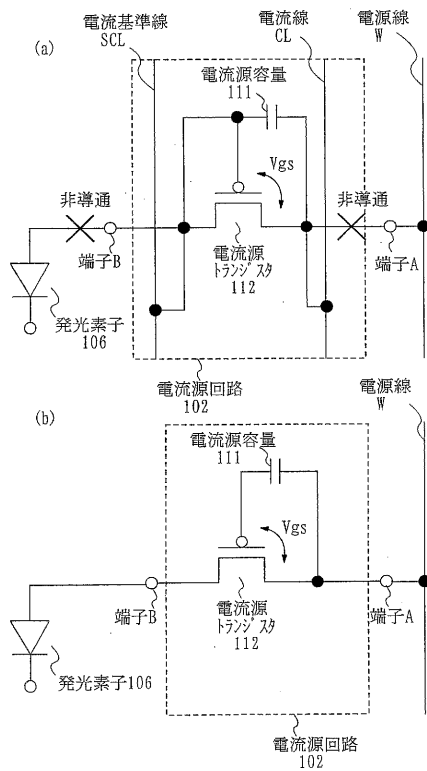 (a)
電流基準線
SCL
電流線
CL
電源線
W
電流源容量
111
Vgs
非導通
非導通
端子B
端子A
電流源
トランジスタ
112
発光素子
106
電流源回路
102
(b)
電源線
W
電流源容量
111
Vgs
端子B
端子A
電流源
トランジスタ
112
発光素子106
電流源回路
102